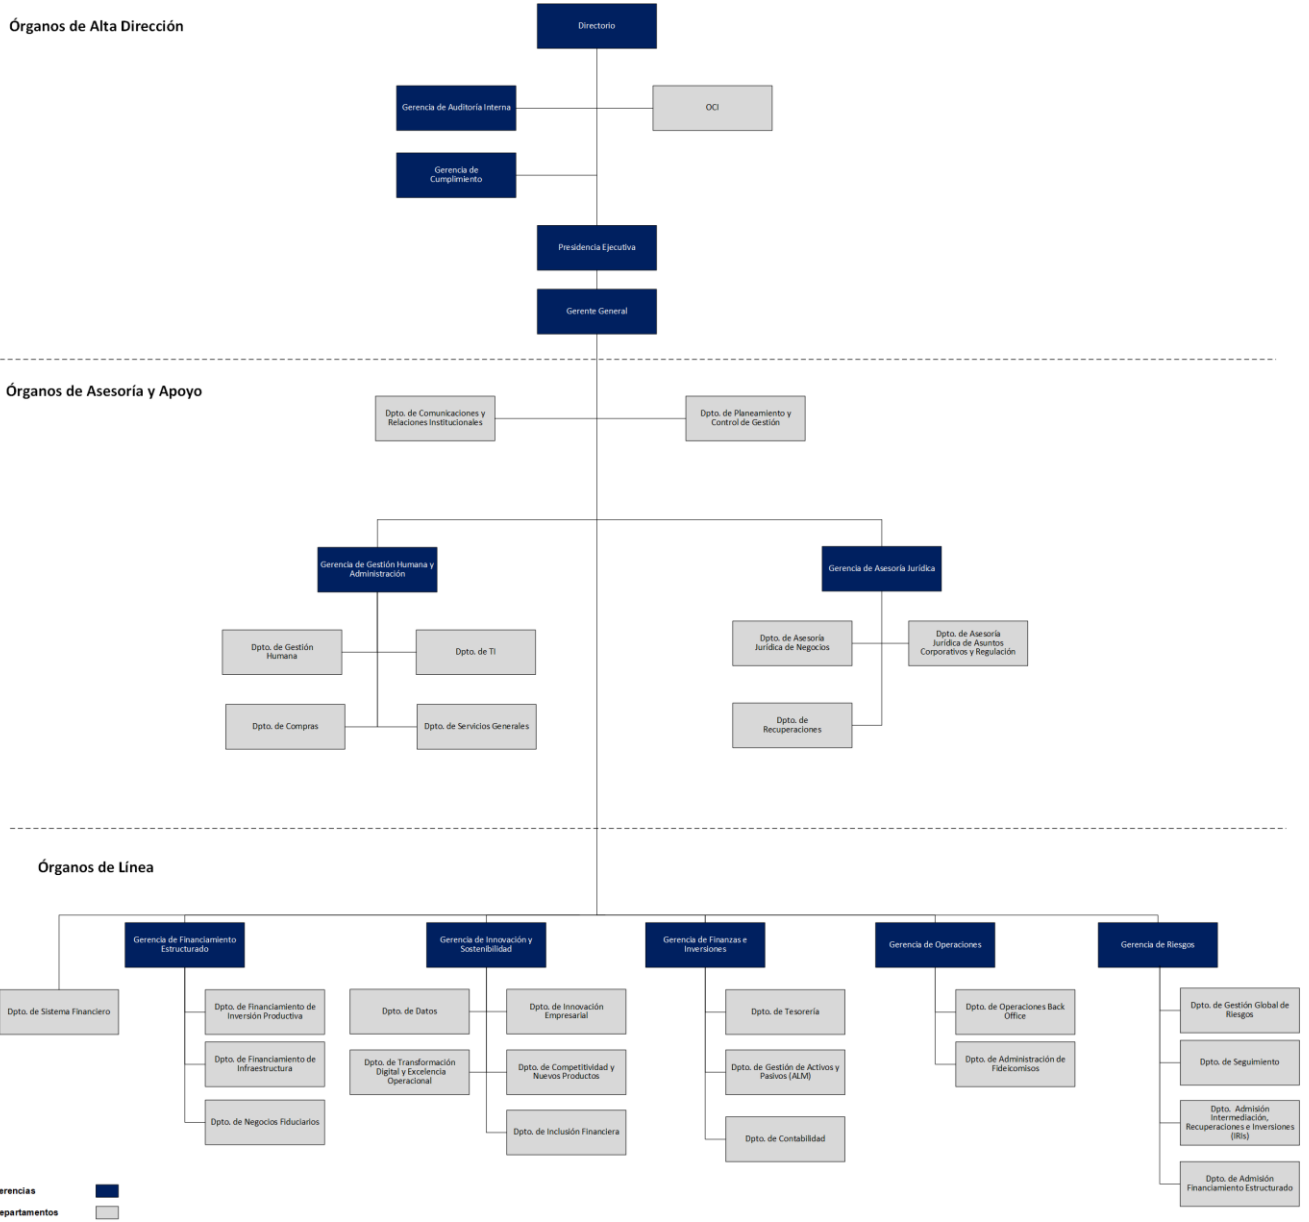 Órganos de Alta Dirección
Directorio
Gerencia de Auditoría Interna
OCI
Gerencia de
Cumplimiento
Presidencia Ejecutiva
Gerente General
Órganos de Asesoría y Apoyo
Dpto. de Comunicaciones y
Relaciones Institucionales
Dpto. de Planeamiento y
Control de Gestión
Gerencia de Gestión Humana y
Administración
Gerencia de Asesoría Jurídica
Dpto. de Gestión
Humana
Dpto. de TI
Dpto. de Asesoría
Jurídica de Negocios
Dpto. de Asesoría
Jurídica de Asuntos
Corporativos y Regulación
Dpto. de Compras
Dpto. de Servicios Generales
Dpto. de
Recuperaciones
Órganos de Línea
Gerencia de Financiamiento
Estructurado
Gerencia de Innovación y
Sostenibilidad
Gerencia de Finanzas e
Inversiones
Gerencia de Operaciones
Gerencia de Riesgos
Dpto. de Sistema Financiero
Dpto. de Financiamiento de
Inversión Productiva
Dpto. de Financiamiento de
Infraestructura
Dpto. de Negocios Fiduciarios
Dpto. de Datos
Dpto. de Innovación
Empresarial
Dpto. de Transformación
Digital y Excelencia
Operacional
Dpto. de Competitividad y
Nuevos Productos
Dpto. de Inclusión Financiera
Dpto. de Tesorería
Dpto. de Gestión de Activos y
Pasivos (ALM)
Dpto. de Contabilidad
Dpto. de Operaciones Back
Office
Dpto. de Administración de
Fideicomisos
Dpto. de Gestión Global de
Riesgos
Dpto. de Seguimiento
Dpto. Admisión
Intermediación,
Recuperaciones e Inversiones
(IRIs)
Dpto. de Admisión
Financiamiento Estructurado
erencias
epartamentos